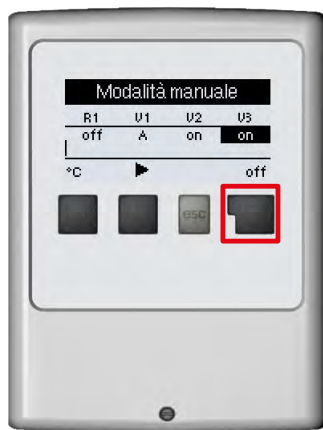 Modalità manuale
R1 V1 V2 V3
off A on on
°C off
esc